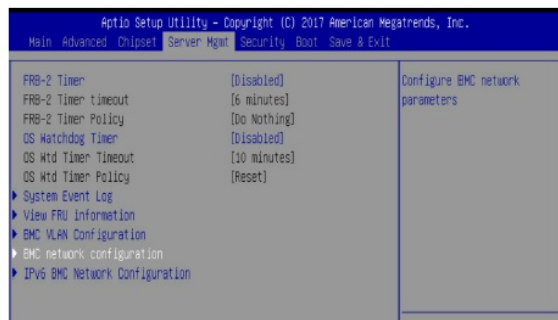 Aptio Setup Utility – Copyright (C) 2017 American Megatrends, Inc.
Main Advanced Chipset Server Mgmt Security Boot Save & Exit
FRB-2 Timer [Disabled]
FRB-2 Timer timeout [6 minutes]
FRB-2 Timer Policy [Do Nothing]
OS Watchdog Timer [Disabled]
OS Wtd Timer Timeout [10 minutes]
OS Wtd Timer Policy [Reset]
System Event Log
View FRU information
BMC VLAN Configuration
BMC network configuration
IPv6 BMC Network Configuration
Configure BMC network
parameters